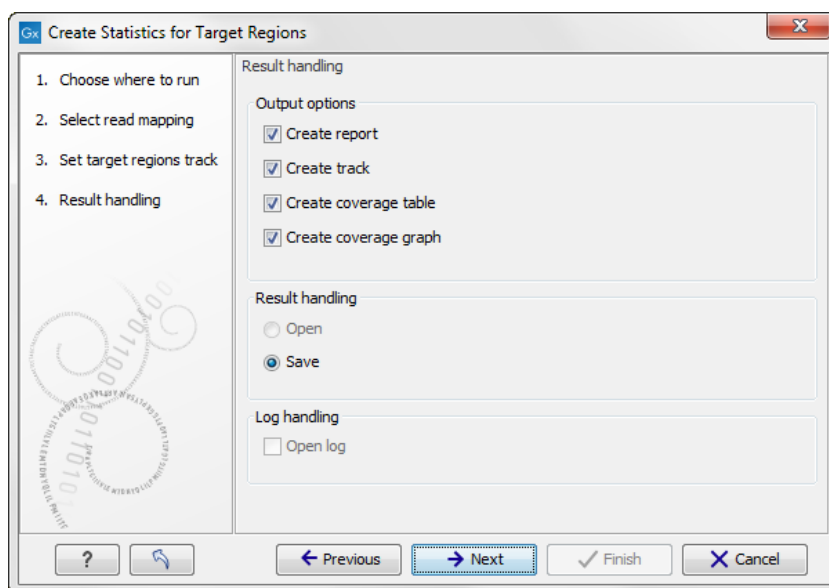 Gx Create Statistics for Target Regions
1. Choose where to run
2. Select read mapping
3. Set target regions track
4. Result handling
Result handling
Output options
Create report
Create track
Create coverage table
Create coverage graph
Result handling
Open
Save
Log handling
Open log
?
Previous
Next
Finish
Cancel